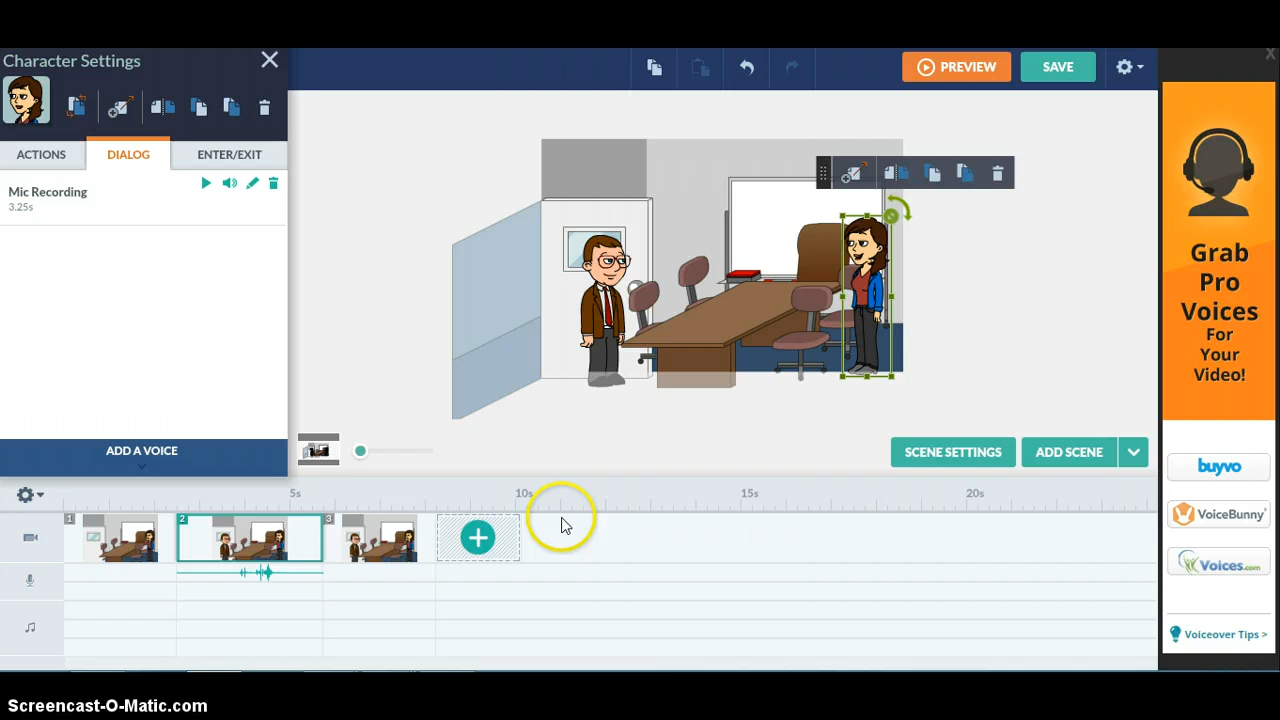 Character Settings
ACTIONS
DIALOG
ENTER/EXIT
Mic Recording
3.25s
ADD A VOICE
PREVIEW
SAVE
SCENE SETTINGS
ADD SCENE
5s
10s
15s
20s
1
2
3
X
Grab
Pro
Voices
For
Your
Video!
buyvo
VoiceBunny
Voices.com
Voiceover Tips >
Screencast-O-Matic.com